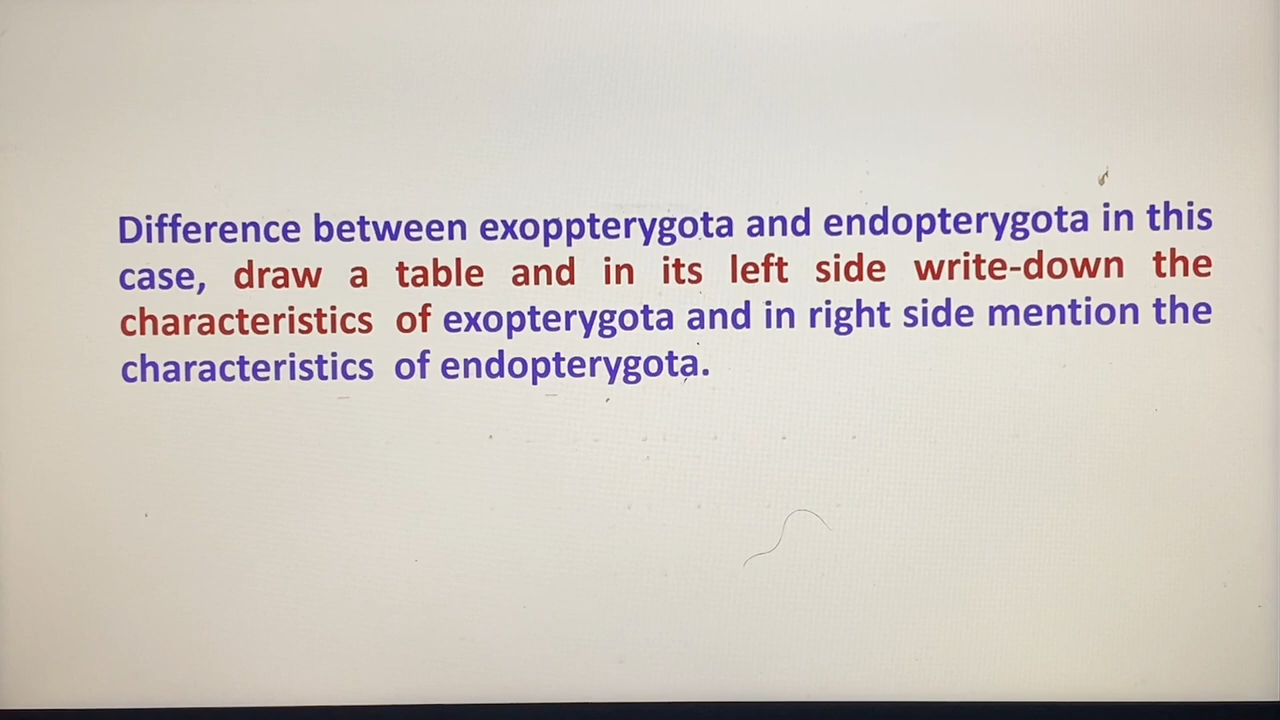 Difference between exoppterygota and endopterygota in this
case, draw a table and in its left side write-down the
characteristics of exopterygota and in right side mention the
characteristics of endopterygota.